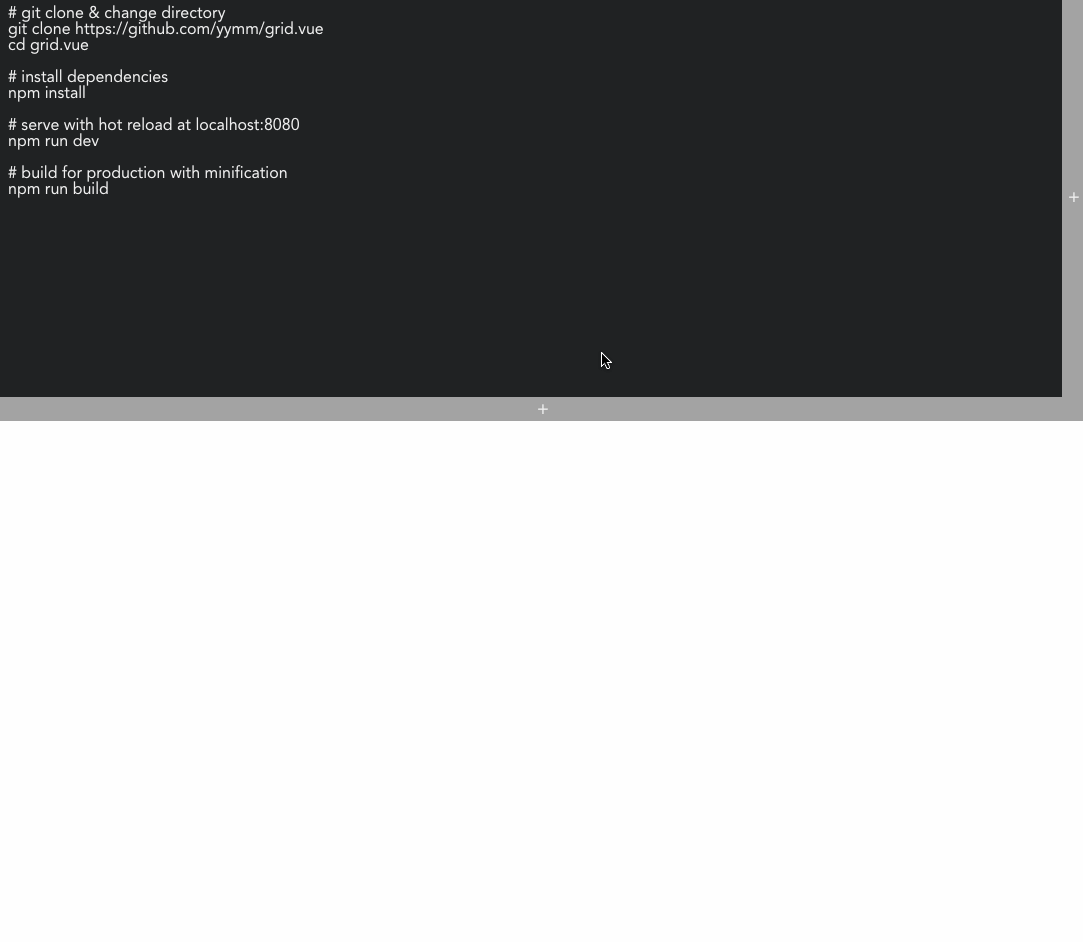 # git clone & change directory
git clone https://github.com/yymm/grid.vue
cd grid.vue
# install dependencies
npm install
# serve with hot reload at localhost:8080
npm run dev
# build for production with minification
npm run build
+
+